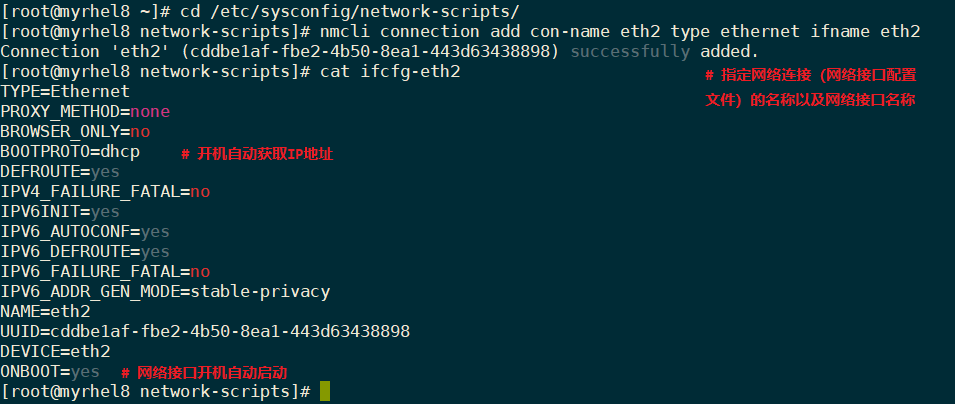 [root@myrhel8 ~]# cd /etc/sysconfig/network-scripts/
[root@myrhel8 network-scripts]# nmcli connection add con-name eth2 type ethernet ifname eth2
Connection 'eth2' (cddbe1af-fbe2-4b50-8ea1-443d63438898) successfully added.
[root@myrhel8 network-scripts]# cat ifcfg-eth2 # 指定网络连接（网络接口配置
TYPE=Ethernet
文件）的名称以及网络接口名称
PROXY_METHOD=none
BROWSER_ONLY=no
BOOTPROTO=dhcp # 开机自动获取IP地址
DEFROUTE=yes
IPV4_FAILURE_FATAL=no
IPV6INIT=yes
IPV6_AUTOCONF=yes
IPV6_DEFROUTE=yes
IPV6_FAILURE_FATAL=no
IPV6_ADDR_GEN_MODE=stable-privacy
NAME=eth2
UUID=cddbe1af-fbe2-4b50-8ea1-443d63438898
DEVICE=eth2
ONBOOT=yes # 网络接口开机自动启动
[root@myrhel8 network-scripts]#